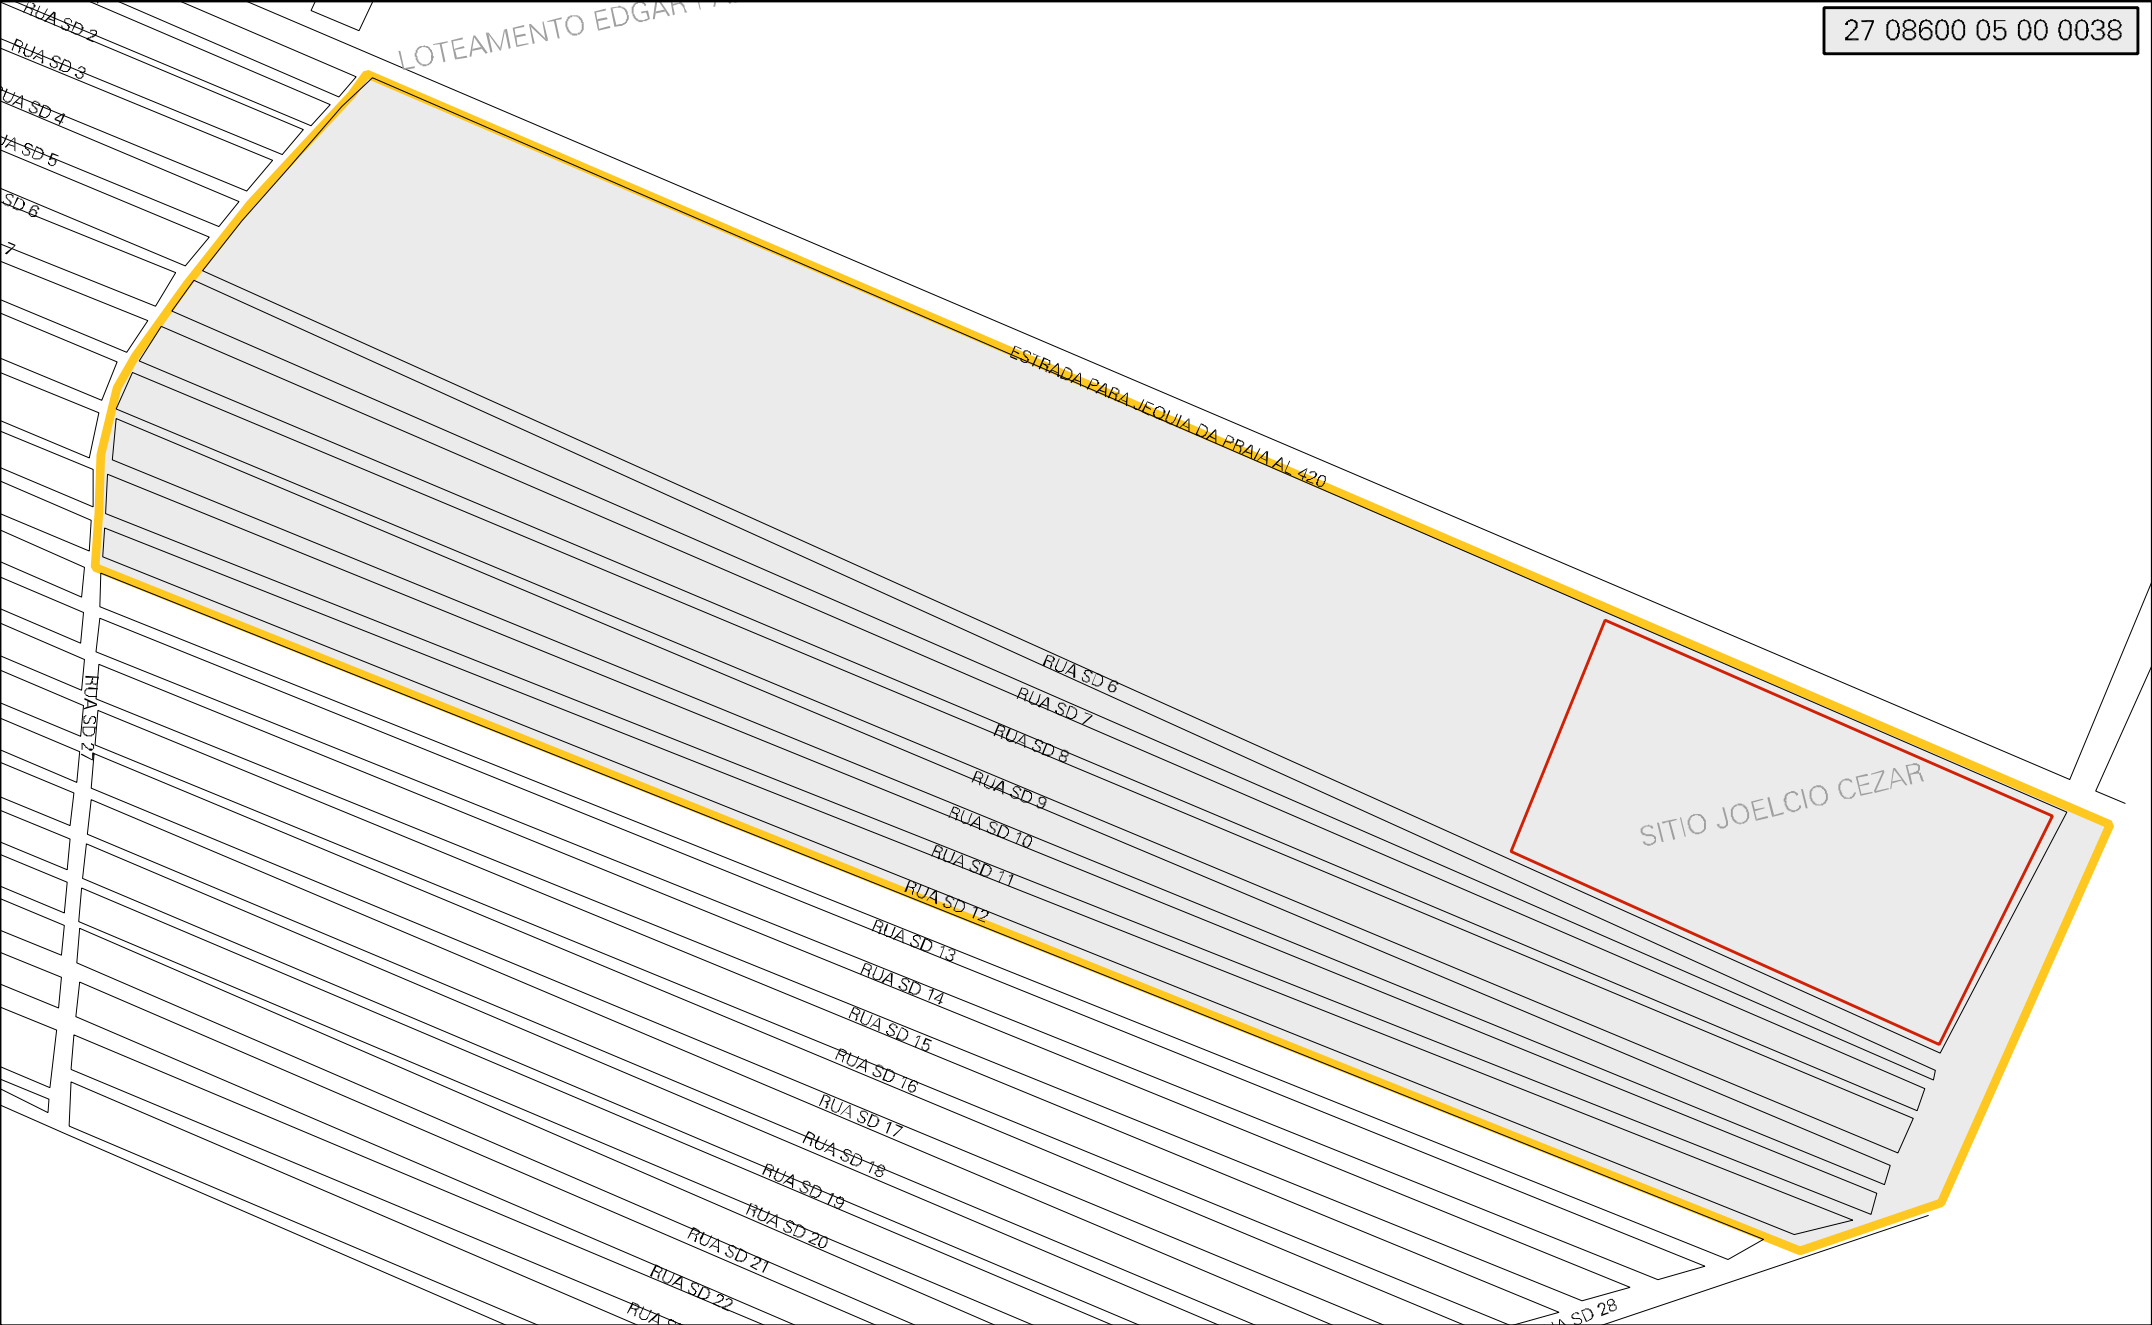 27 08600 05 00 0038
LOTEAMENTO EDGAR
RUA SD 2
RUA SD 3
RUA SD 4
RUA SD 5
SD 6
7
ESTRADA PARA JEQUIA DA PRAIA AL 420
RUA SD 6
RUA SD 7
RUA SD 8
RUA SD 9
RUA SD 10
RUA SD 11
RUA SD 12
RUA SD 13
RUA SD 14
RUA SD 15
RUA SD 16
RUA SD 17
RUA SD 18
RUA SD 19
RUA SD 20
RUA SD 21
RUA SD 22
RUA
RUA SD 27
SITIO JOELCIO CEZAR
SD 28